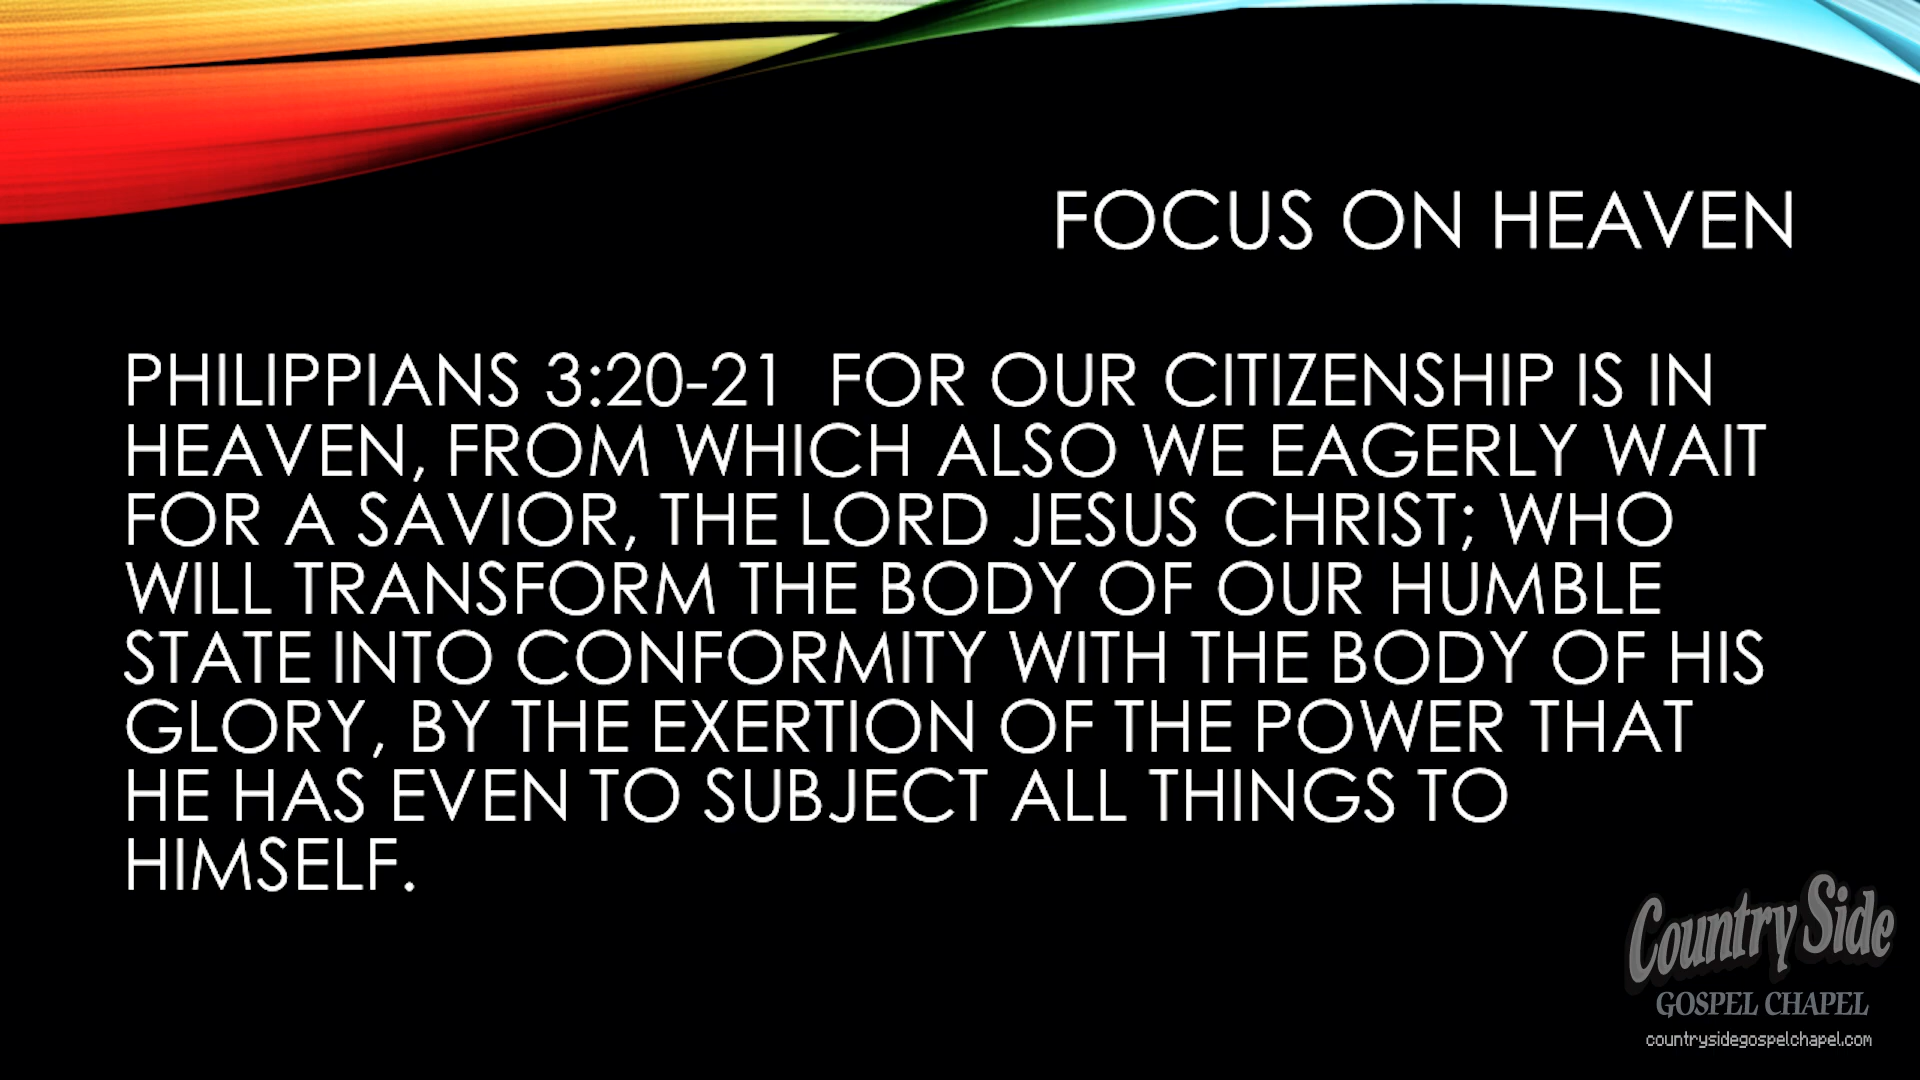 FOCUS ON HEAVEN
PHILIPPIANS 3:20-21  FOR OUR CITIZENSHIP IS IN
HEAVEN, FROM WHICH ALSO WE EAGERLY WAIT
FOR A SAVIOR, THE LORD JESUS CHRIST; WHO
WILL TRANSFORM THE BODY OF OUR HUMBLE
STATE INTO CONFORMITY WITH THE BODY OF HIS
GLORY, BY THE EXERTION OF THE POWER THAT
HE HAS EVEN TO SUBJECT ALL THINGS TO
HIMSELF.
Country Side
GOSPEL CHAPEL
countrysidegospelchapel.com